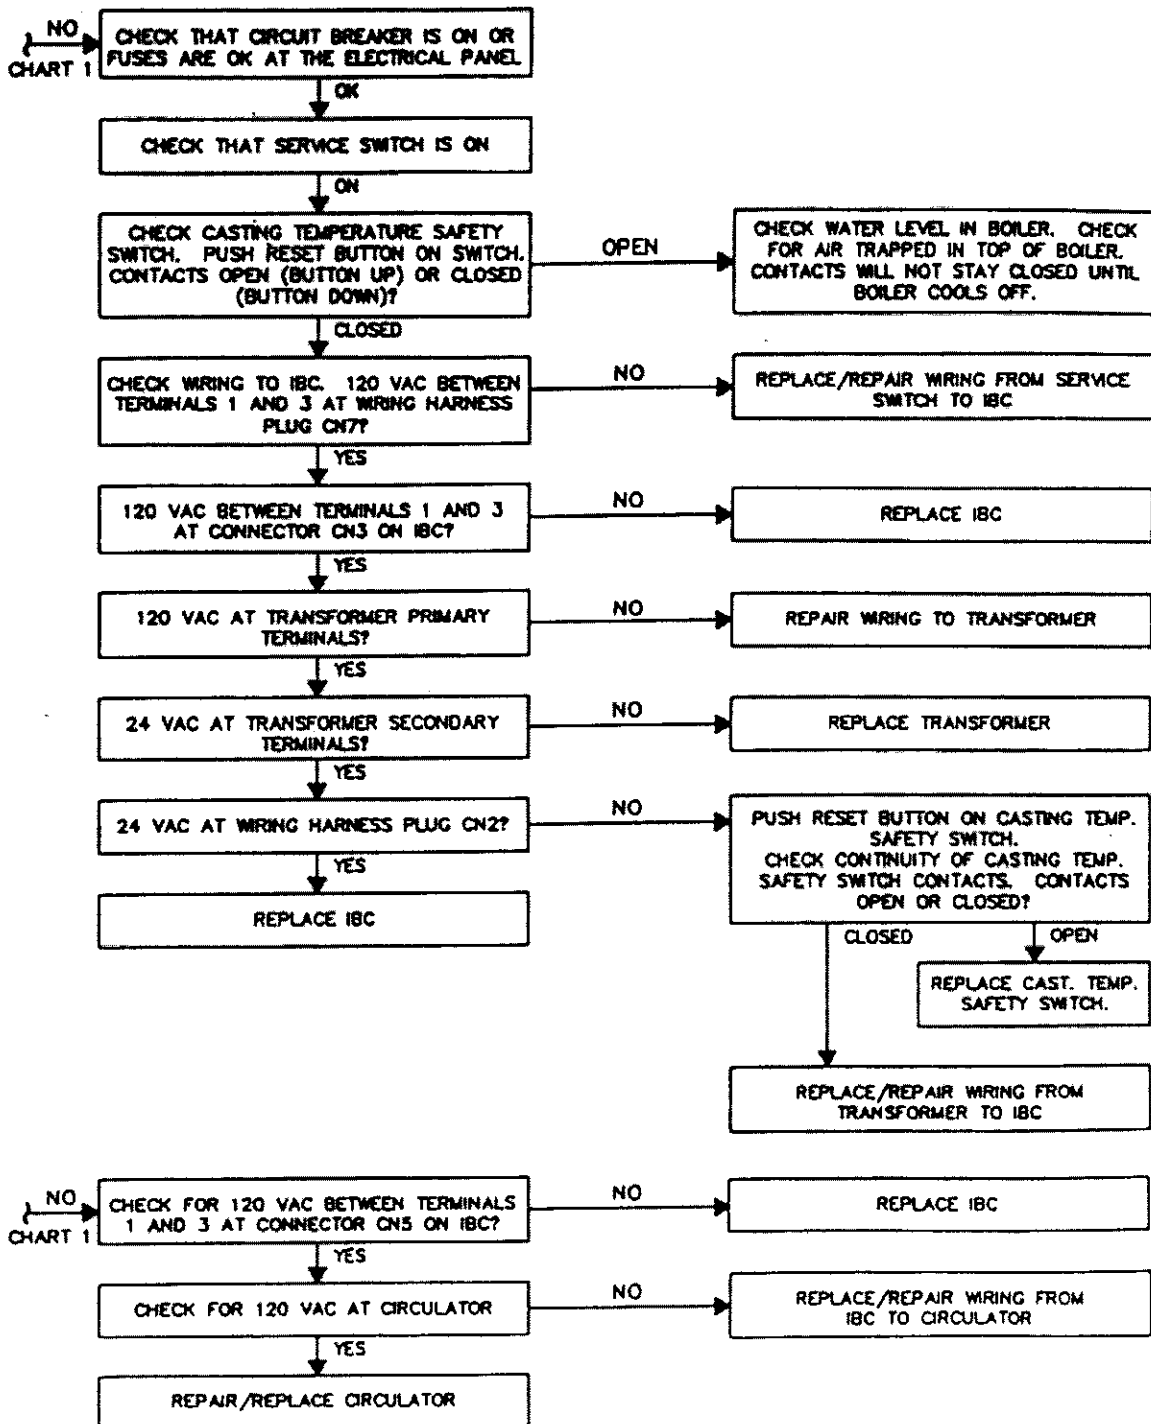 NO
CHART 1
CHECK THAT CIRCUIT BREAKER IS ON OR
FUSES ARE OK AT THE ELECTRICAL PANEL
OK
CHECK THAT SERVICE SWITCH IS ON
ON
CHECK CASTING TEMPERATURE SAFETY
SWITCH. PUSH RESET BUTTON ON SWITCH.
CONTACTS OPEN (BUTTON UP) OR CLOSED
(BUTTON DOWN)?
OPEN
CHECK WATER LEVEL IN BOILER. CHECK
FOR AIR TRAPPED IN TOP OF BOILER.
CONTACTS WILL NOT STAY CLOSED UNTIL
BOILER COOLS OFF.
CLOSED
CHECK WIRING TO IBC. 120 VAC BETWEEN
TERMINALS 1 AND 3 AT WIRING HARNESS
PLUG CN7?
NO
REPLACE/REPAIR WIRING FROM SERVICE
SWITCH TO IBC
YES
120 VAC BETWEEN TERMINALS 1 AND 3
AT CONNECTOR CN3 ON IBC?
NO
REPLACE IBC
YES
120 VAC AT TRANSFORMER PRIMARY
TERMINALS?
NO
REPAIR WIRING TO TRANSFORMER
YES
24 VAC AT TRANSFORMER SECONDARY
TERMINALS?
NO
REPLACE TRANSFORMER
YES
24 VAC AT WIRING HARNESS PLUG CN2?
NO
PUSH RESET BUTTON ON CASTING TEMP.
SAFETY SWITCH.
CHECK CONTINUITY OF CASTING TEMP.
SAFETY SWITCH CONTACTS. CONTACTS
OPEN OR CLOSED?
YES
REPLACE IBC
CLOSED
OPEN
REPLACE CAST. TEMP.
SAFETY SWITCH.
REPLACE/REPAIR WIRING FROM
TRANSFORMER TO IBC
NO
CHART 1
CHECK FOR 120 VAC BETWEEN TERMINALS
1 AND 3 AT CONNECTOR CN5 ON IBC?
NO
REPLACE IBC
YES
CHECK FOR 120 VAC AT CIRCULATOR
NO
REPLACE/REPAIR WIRING FROM
IBC TO CIRCULATOR
YES
REPAIR/REPLACE CIRCULATOR